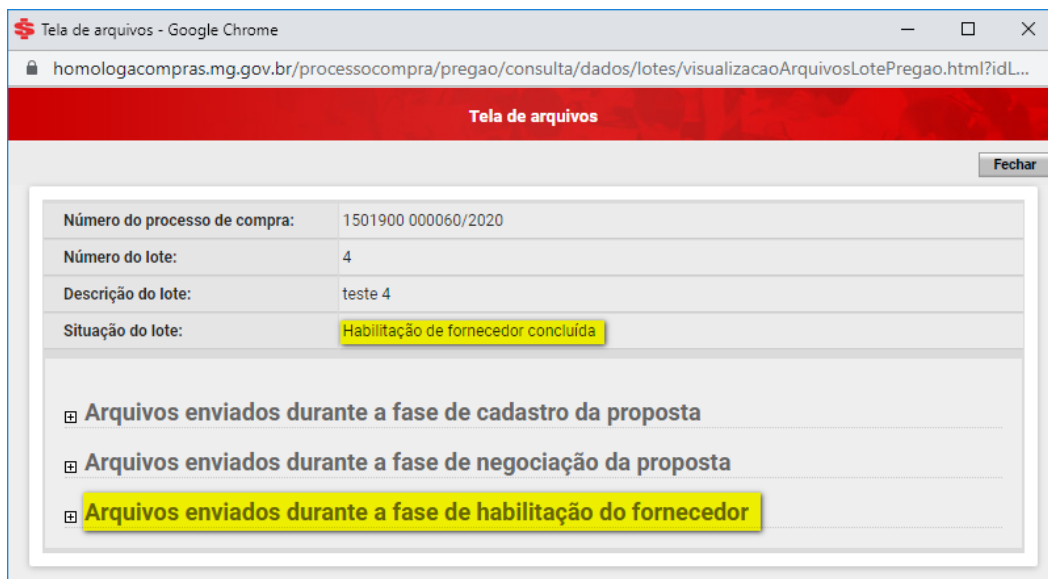 Tela de arquivos - Google Chrome
homologacompras.mg.gov.br/processocompra/pregao/consulta/dados/lotes/visualizacaoArquivosLotePregao.html?idL...
Tela de arquivos
Fechar
Número do processo de compra: 1501900 000060/2020
Número do lote: 4
Descrição do lote: teste 4
Situação do lote: Habilitação de fornecedor concluída
Arquivos enviados durante a fase de cadastro da proposta
Arquivos enviados durante a fase de negociação da proposta
Arquivos enviados durante a fase de habilitação do fornecedor